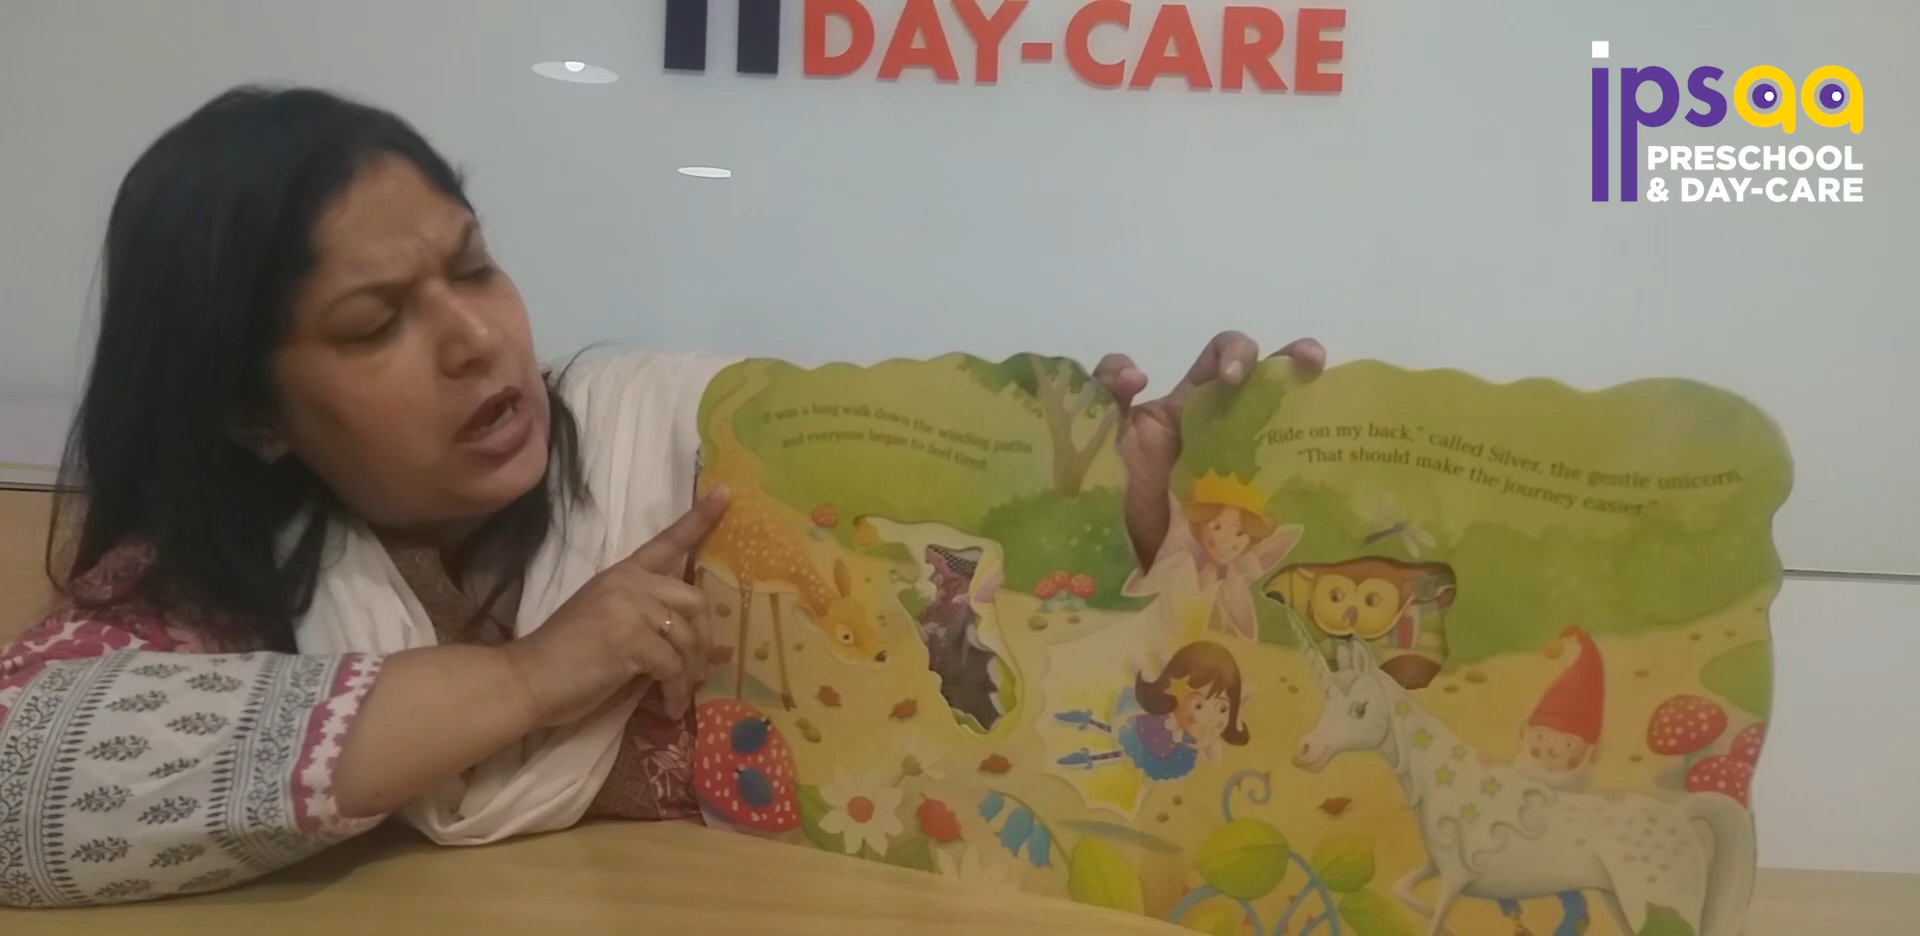 DAY-CARE
ipsaa
PRESCHOOL
& DAY-CARE
It was a long walk down the winding paths
and everyone began to feel tired.
"Ride on my back," called Silver, the gentle unicorn.
"That should make the journey easier."